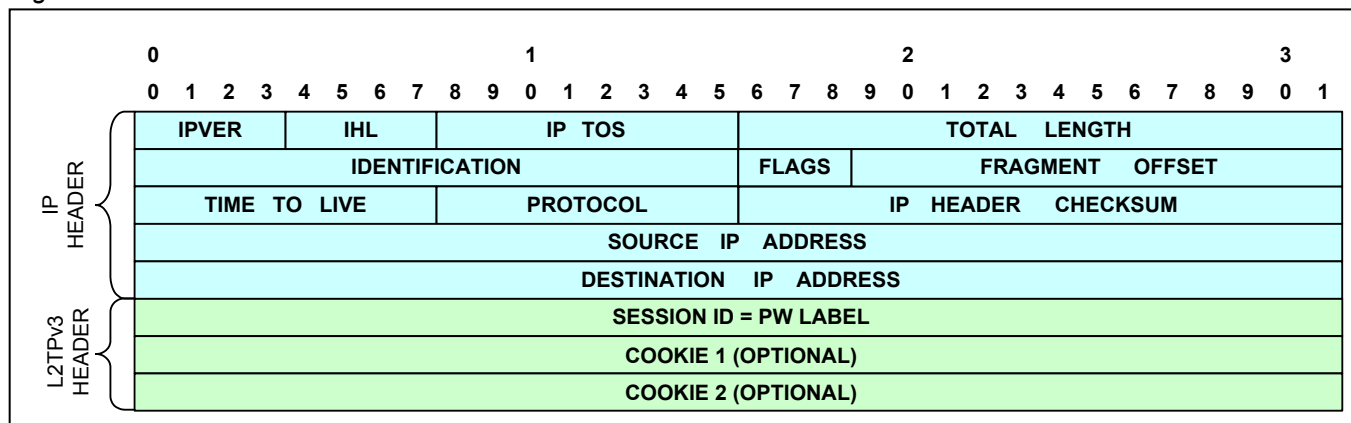 0 1 2 3
0 1 2 3 4 5 6 7 8 9 0 1 2 3 4 5 6 7 8 9 0 1 2 3 4 5 6 7 8 9 0 1
IP HEADER
IPVER IHL IP TOS TOTAL LENGTH
IDENTIFICATION FLAGS FRAGMENT OFFSET
TIME TO LIVE PROTOCOL IP HEADER CHECKSUM
SOURCE IP ADDRESS
DESTINATION IP ADDRESS
L2TPv3 HEADER
SESSION ID = PW LABEL
COOKIE 1 (OPTIONAL)
COOKIE 2 (OPTIONAL)